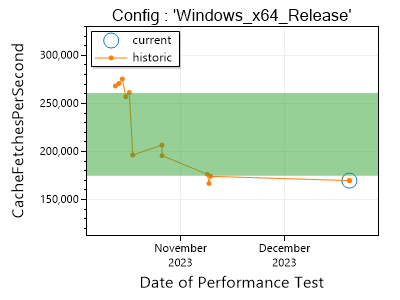 Config : 'Windows_x64_Release'
current
historic
CacheFetchesPerSecond
300,000
250,000
200,000
150,000
November
2023
December
2023
Date of Performance Test